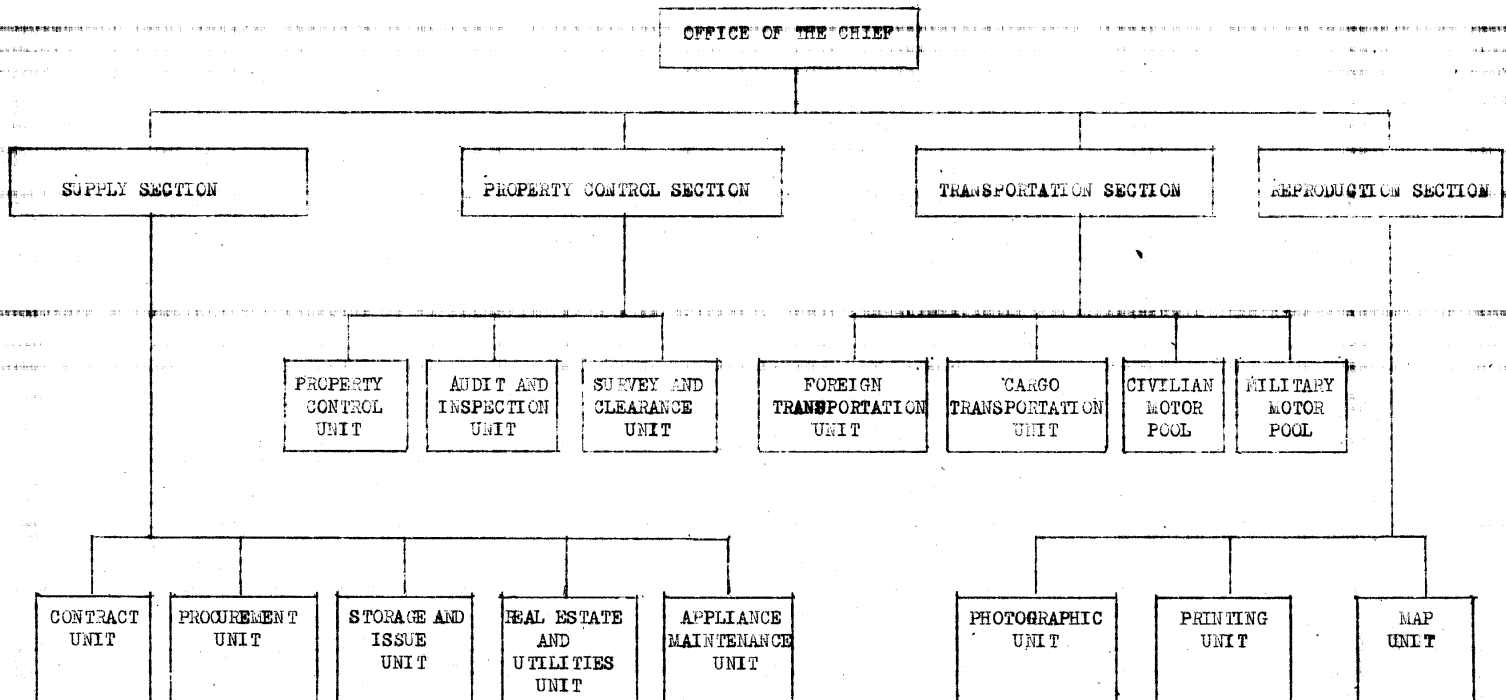 OFFICE OF THE CHIEF
SUPPLY SECTION
PROPERTY CONTROL SECTION
TRANSPORTATION SECTION
REPRODUCTION SECTION
PROPERTY
CONTROL
UNIT
AUDIT AND
INSPECTION
UNIT
SURVEY AND
CLEARANCE
UNIT
FOREIGN
TRANSPORTATION
UNIT
CARGO
TRANSPORTATION
UNIT
CIVILIAN
MOTOR
POOL
MILITARY
MOTOR
POOL
CONTRACT
UNIT
PROCUREMENT
UNIT
STORAGE AND
ISSUE
UNIT
REAL ESTATE
AND
UTILITIES
UNIT
APPLIANCE
MAINTENANCE
UNIT
PHOTOGRAPHIC
UNIT
PRINTING
UNIT
MAP
UNIT